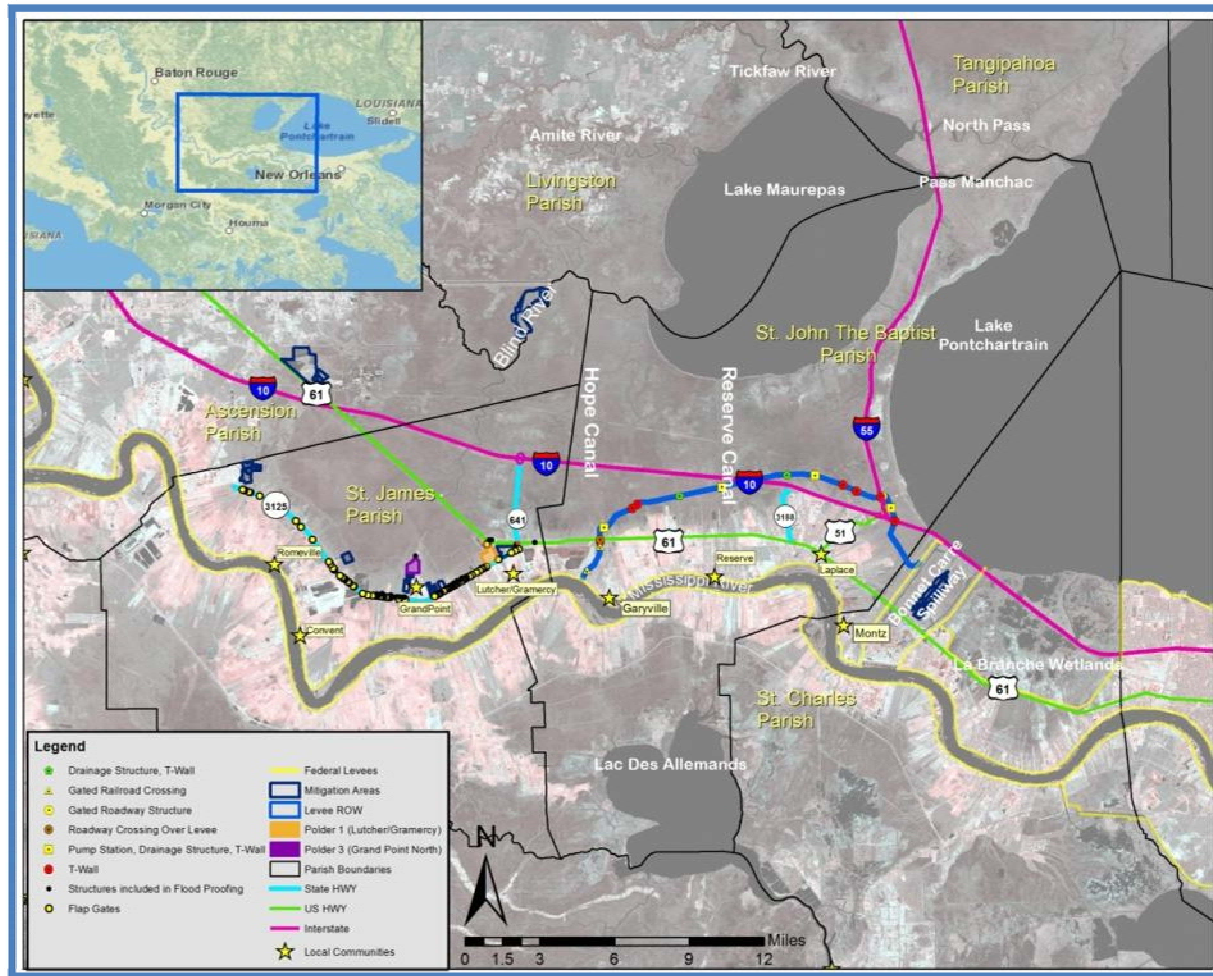 Baton Rouge
LOUISIANA
Slidell
yette
Lake
Pontchartrain
New Orleans
Morgan City
Houma
ISIANA
Tickfaw River
Tangipahoa
Parish
North Pass
Amite River
Livingston
Parish
Lake Maurepas
Pass Manchac
Blind River
St. John The Baptist
Parish
Lake
Pontchartrain
Hope Canal
Reserve Canal
10
61
Ascension
Parish
55
10
10
St. James
Parish
3125
641
3188
61
51
Romeville
Reserve
Laplace
GrandPoint
Lutcher/Gramercy
Mississippi River
Garyville
Convent
Montz
Bonnet Carre
Spillway
La Branche Wetlands
61
St. Charles
Parish
Lac Des Allemands
Legend
Drainage Structure, T-Wall
Gated Railroad Crossing
Gated Roadway Structure
Roadway Crossing Over Levee
Pump Station, Drainage Structure, T-Wall
T-Wall
Structures included in Flood Proofing
Flap Gates
Federal Levees
Mitigation Areas
Levee ROW
Polder 1 (Lutcher/Gramercy)
Polder 3 (Grand Point North)
Parish Boundaries
State HWY
US HWY
Interstate
Local Communities
N
Miles
0 1.5 3 6 9 12